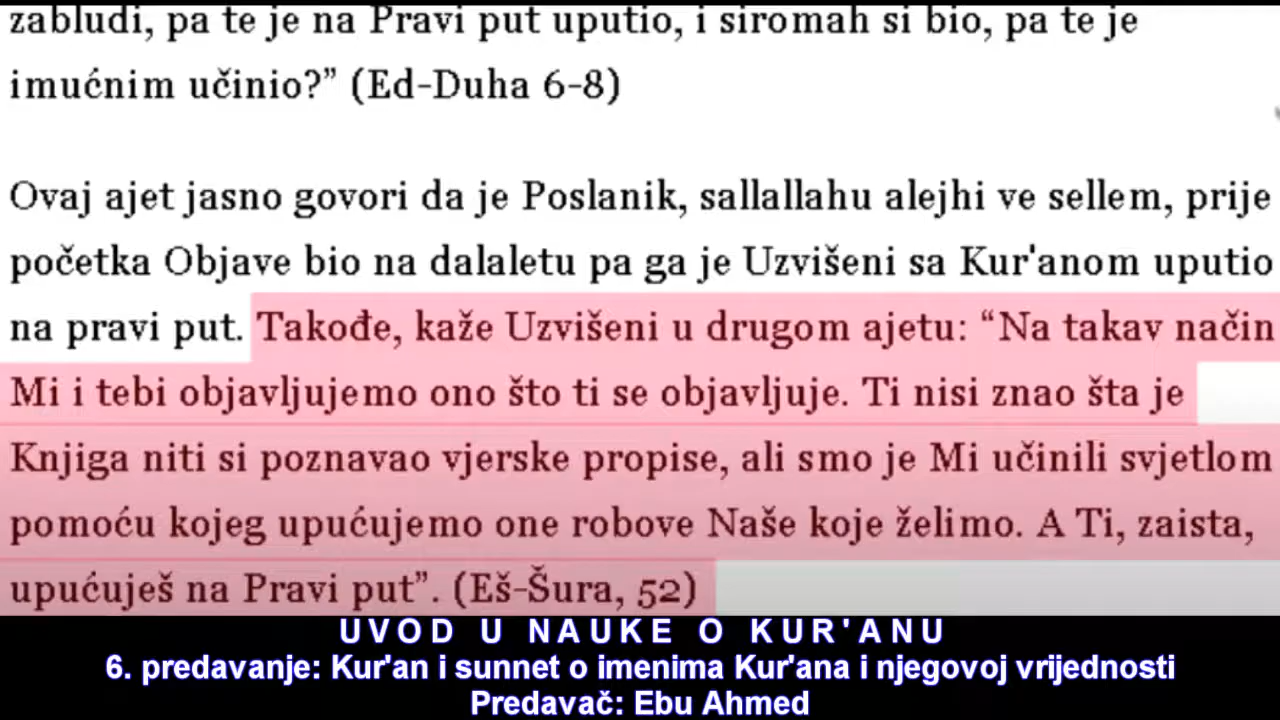 zabludi, pa te je na Pravi put uputio, i siromah si bio, pa te je
imućnim učinio?” (Ed-Duha 6-8)
Ovaj ajet jasno govori da je Poslanik, sallallahu alejhi ve sellem, prije
početka Objave bio na dalaletu pa ga je Uzvišeni sa Kur'anom uputio
na pravi put. Takođe, kaže Uzvišeni u drugom ajetu: “Na takav način
Mi i tebi objavljujemo ono što ti se objavljuje. Ti nisi znao šta je
Knjiga niti si poznavao vjerske propise, ali smo je Mi učinili svjetlom
pomoću kojeg upućujemo one robove Naše koje želimo. A Ti, zaista,
upućuješ na Pravi put”. (Eš-Šura, 52)
UVOD U NAUKE O KUR'ANU
6. predavanje: Kur'an i sunnet o imenima Kur'ana i njegovoj vrijednosti
Predavač: Ebu Ahmed